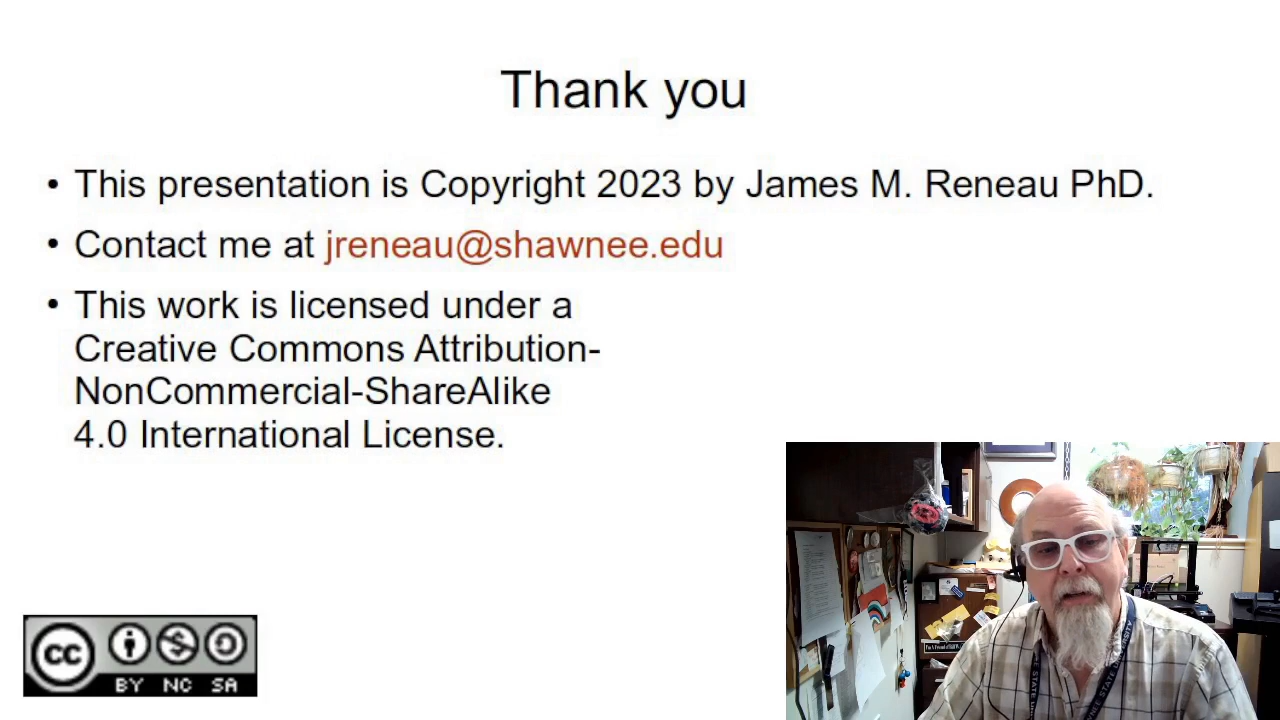 Thank you
• This presentation is Copyright 2023 by James M. Reneau PhD.
• Contact me at jreneau@shawnee.edu
• This work is licensed under a
Creative Commons Attribution-
NonCommercial-ShareAlike
4.0 International License.
cc
BY NC SA